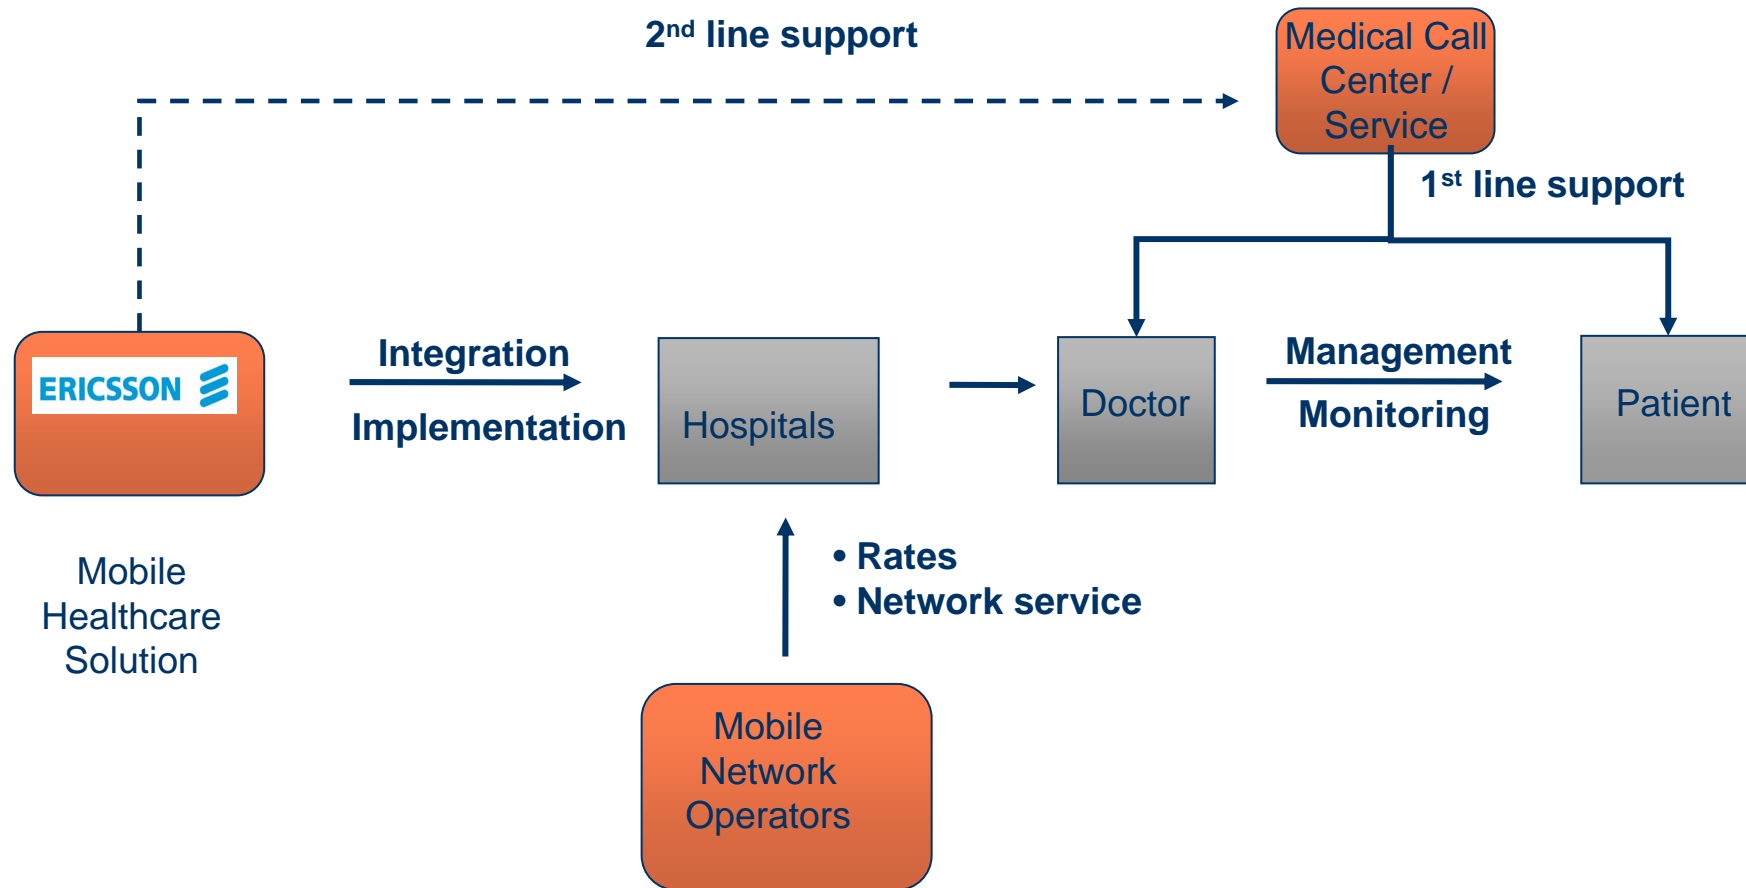 2nd line support
Medical Call
Center /
Service
1st line support
ERICSSON
Integration
Implementation
Hospitals
Doctor
Management
Monitoring
Patient
Mobile
Healthcare
Solution
• Rates
• Network service
Mobile
Network
Operators